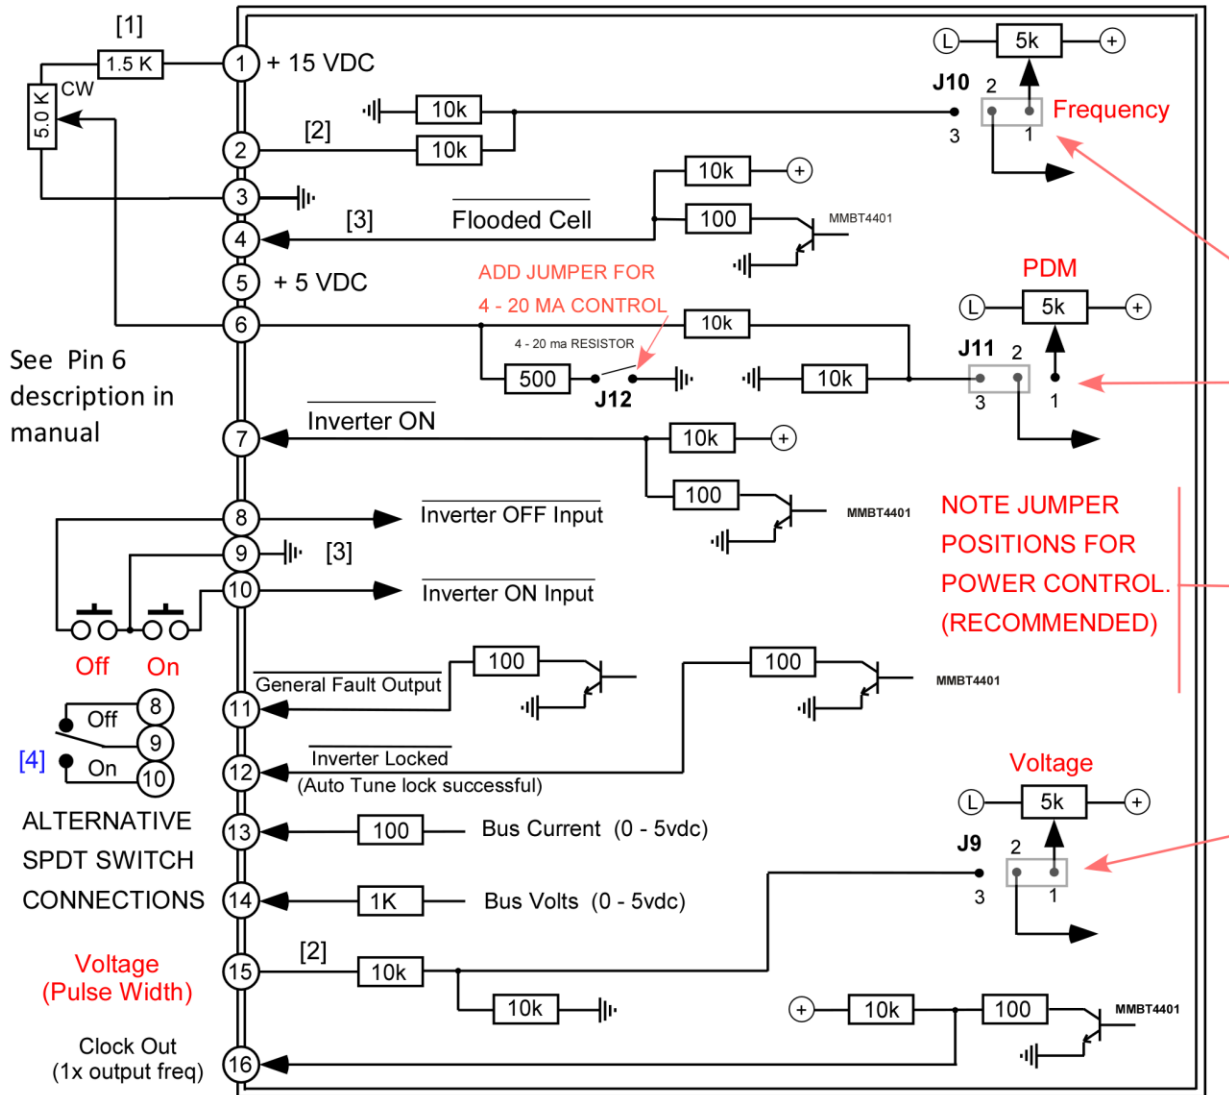 [1]
1.5 K
CW
5.0 K
1
+ 15 VDC
L
5k
+
J10
2
Frequency
3
1
10k
[2]
10k
2
3
10k
+
[3]
Flooded Cell
100
MMBT4401
4
5
+ 5 VDC
ADD JUMPER FOR
4 - 20 MA CONTROL
PDM
L
5k
+
6
10k
4 - 20 ma RESISTOR
500
J12
10k
J11
2
3
1
See Pin 6
description in
manual
Inverter ON
7
10k
+
100
MMBT4401
8
Inverter OFF Input
9
[3]
10
Inverter ON Input
NOTE JUMPER
POSITIONS FOR
POWER CONTROL.
(RECOMMENDED)
Off
On
100
General Fault Output
11
100
MMBT4401
Off
8
9
[4]
On
10
Inverter Locked
12
(Auto Tune lock successful)
ALTERNATIVE
SPDT SWITCH
CONNECTIONS
13
100
Bus Current (0 - 5vdc)
14
1K
Bus Volts (0 - 5vdc)
Voltage
L
5k
+
J9
2
3
1
Voltage
(Pulse Width)
15
[2]
10k
10k
+
10k
100
MMBT4401
Clock Out
(1x output freq)
16